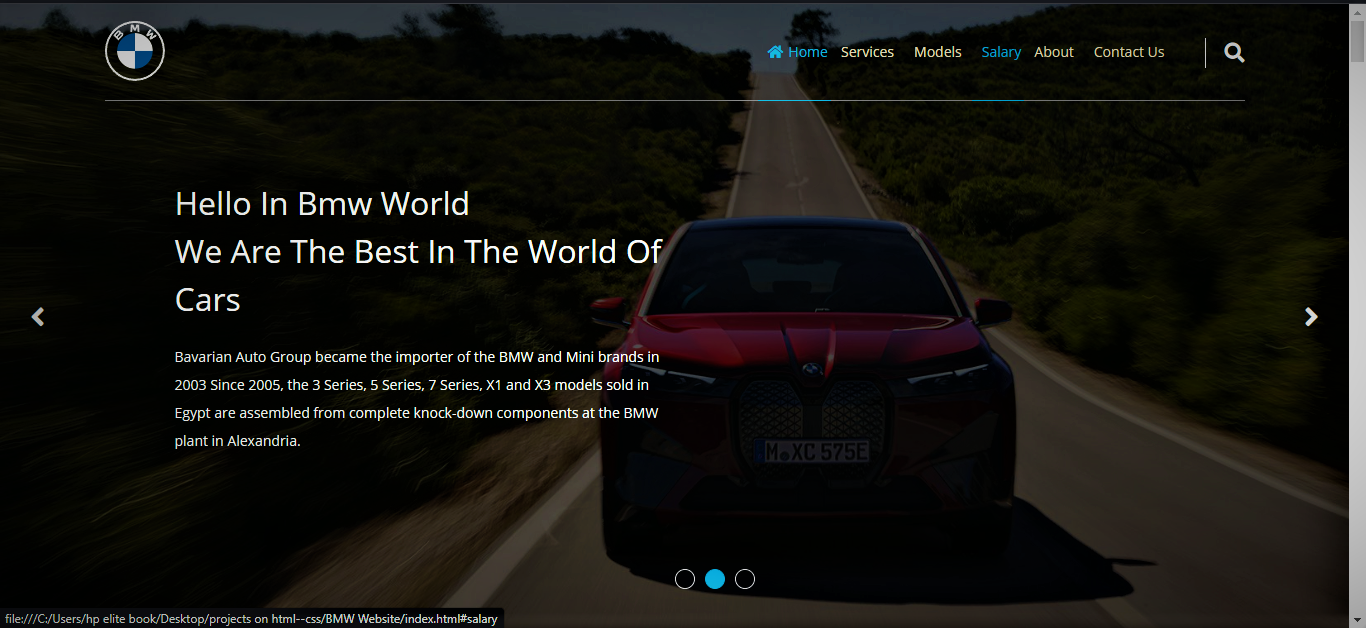 BMW
Home Services Models Salary About Contact Us
Hello In Bmw World
We Are The Best In The World Of
Cars
Bavarian Auto Group became the importer of the BMW and Mini brands in
2003 Since 2005, the 3 Series, 5 Series, 7 Series, X1 and X3 models sold in
Egypt are assembled from complete knock-down components at the BMW
plant in Alexandria.
M XC 575E
file:///C:/Users/hp elite book/Desktop/projects on html--css/BMW Website/index.html#salary